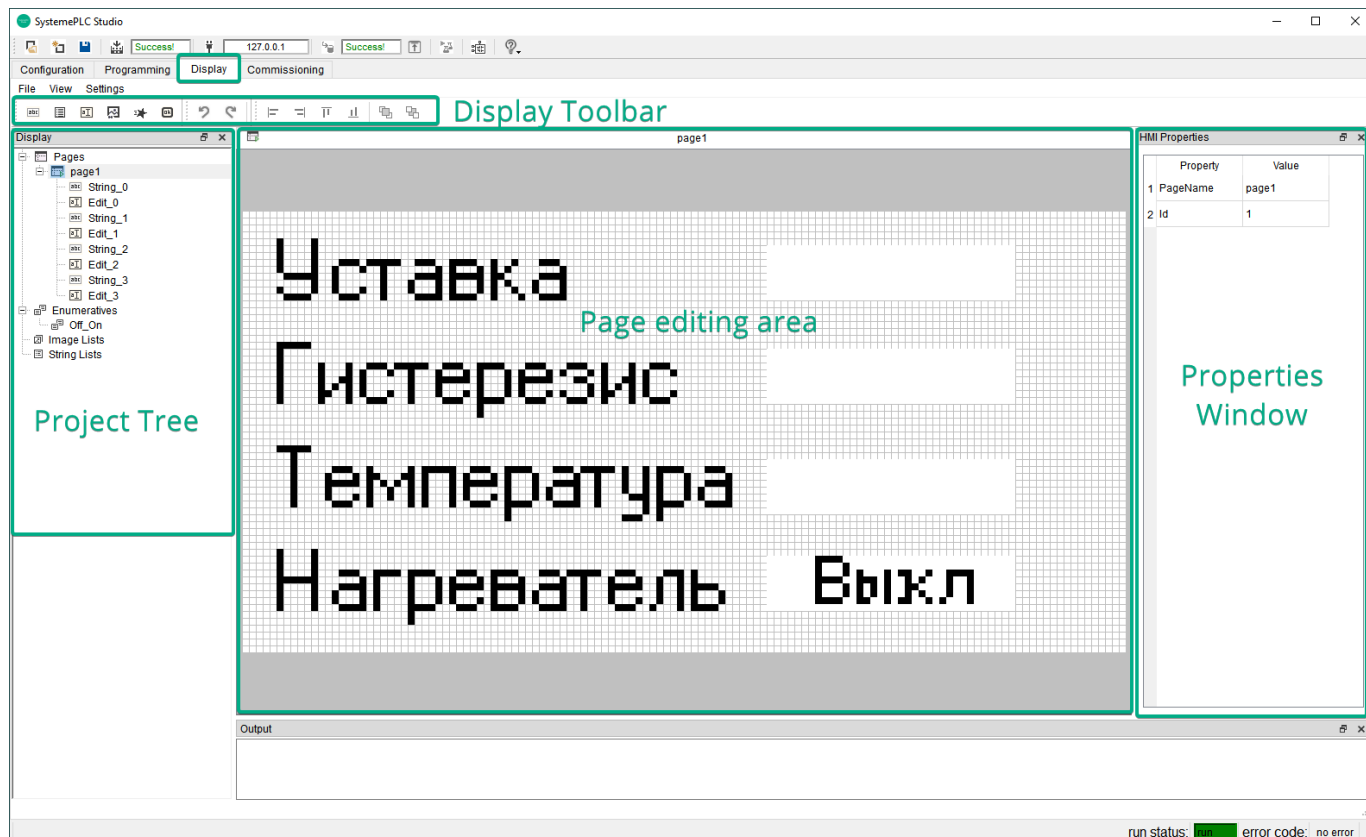 SystemePLC Studio
Success! 127.0.0.1 Success!
Configuration Programming Display Commissioning
File View Settings
Display Toolbar
Display
page1
HMI Properties
Pages
page1
String_0
Edit_0
String_1
Edit_1
String_2
Edit_2
String_3
Edit_3
Enumeratives
Off_On
Image Lists
String Lists
Project Tree
Уставка
Page editing area
Гистерезис
Температура
Нагреватель Выкл
Property Value
1 PageName page1
2 Id 1
Properties
Window
Output
run status: run error code: no error